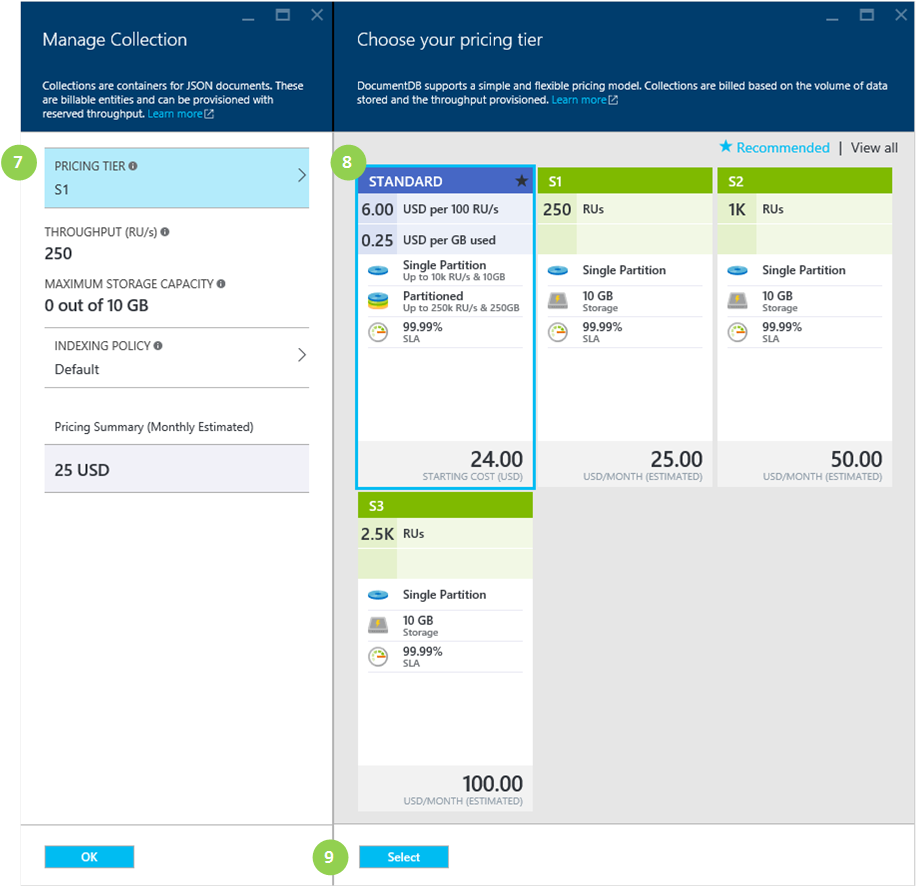 Manage Collection
Collections are containers for JSON documents. These
are billable entities and can be provisioned with
reserved throughput. Learn more
7
PRICING TIER
S1
THROUGHPUT (RU/s)
250
MAXIMUM STORAGE CAPACITY
0 out of 10 GB
INDEXING POLICY
Default
Pricing Summary (Monthly Estimated)
25 USD
OK
Choose your pricing tier
DocumentDB supports a simple and flexible pricing model. Collections are billed based on the volume of data
stored and the throughput provisioned. Learn more
Recommended | View all
8
STANDARD
6.00 USD per 100 RU/s
0.25 USD per GB used
Single Partition
Up to 10k RU/s & 10GB
Partitioned
Up to 250k RU/s & 250GB
99.99%
SLA
24.00
STARTING COST (USD)
S1
250 RUs
Single Partition
10 GB
Storage
99.99%
SLA
25.00
USD/MONTH (ESTIMATED)
S2
1K RUs
Single Partition
10 GB
Storage
99.99%
SLA
50.00
USD/MONTH (ESTIMATED)
S3
2.5K RUs
Single Partition
10 GB
Storage
99.99%
SLA
100.00
USD/MONTH (ESTIMATED)
9
Select